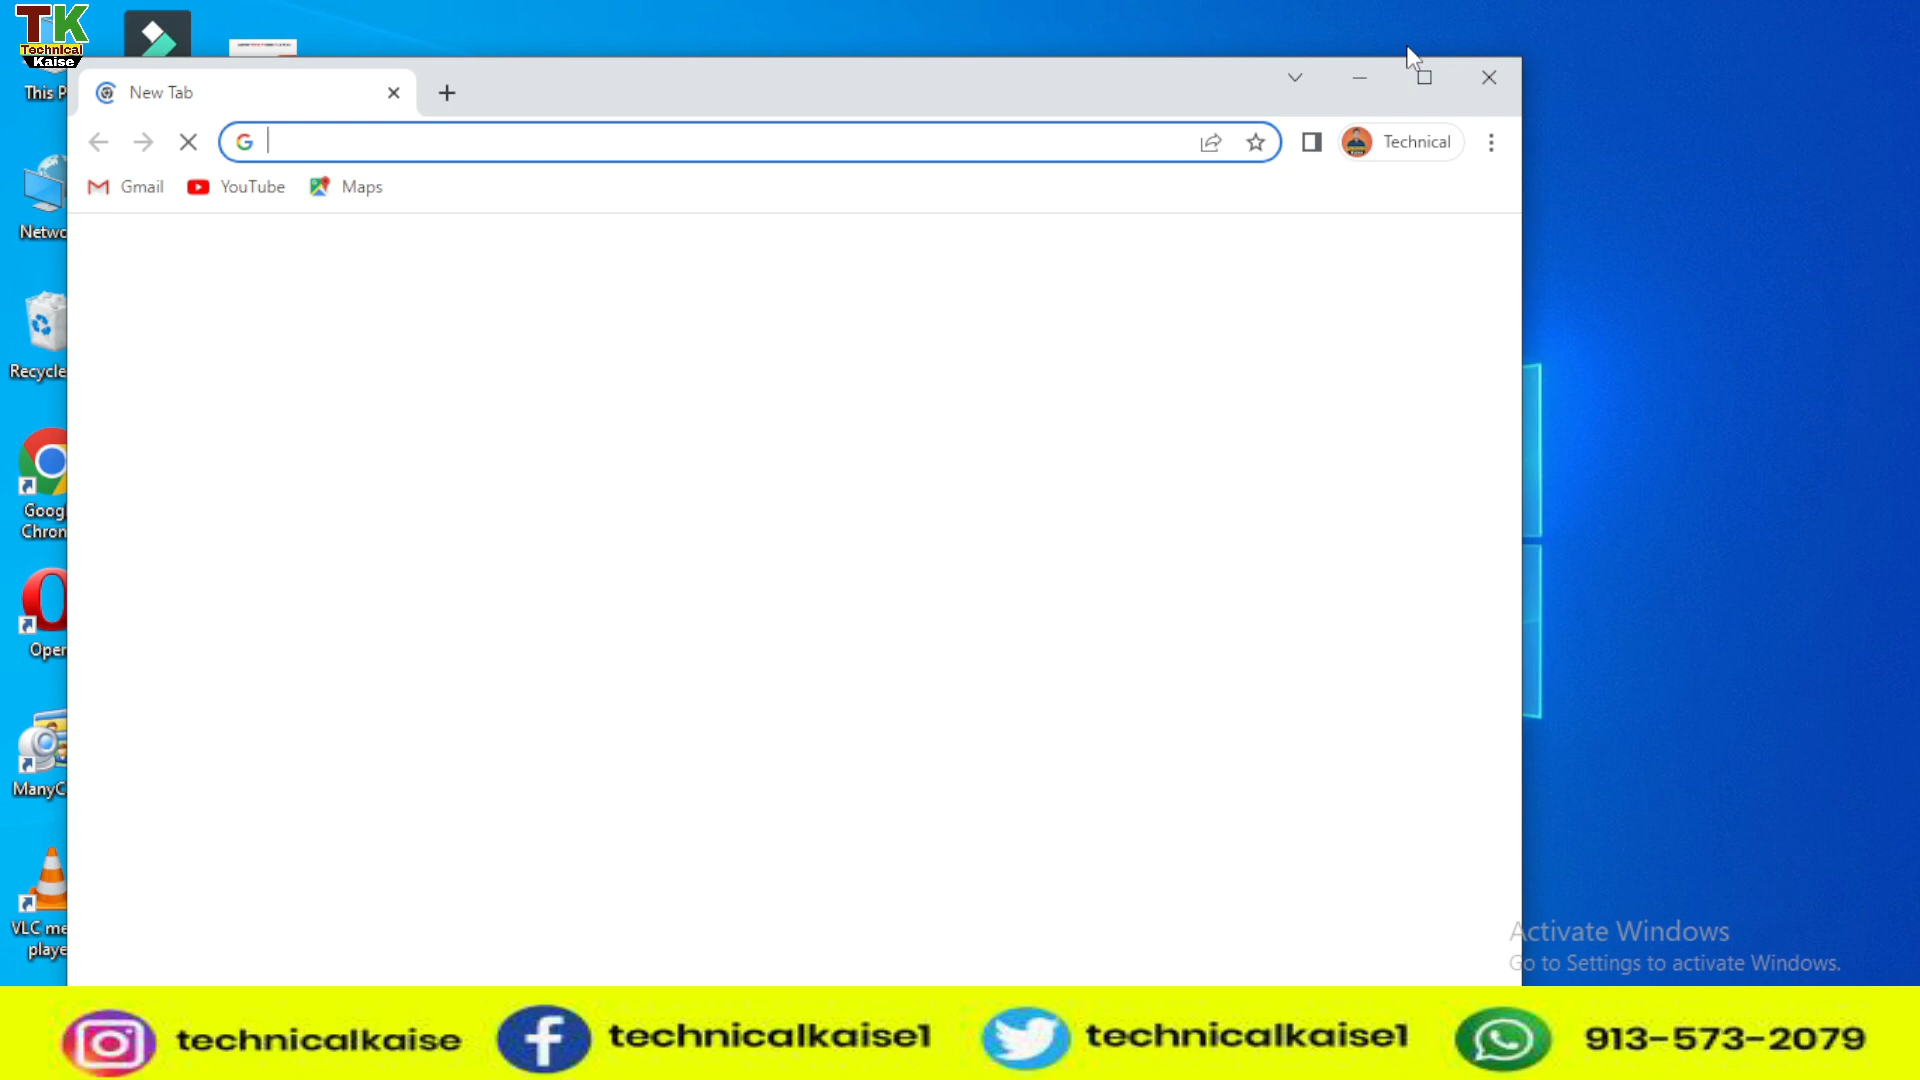 TK
Technical
Kaise
This P
New Tab
Technical
Gmail
YouTube
Maps
Netwo
Recycle
Goog
Chron
Oper
ManyC
VLC me
playe
Activate Windows
Go to Settings to activate Windows.
technicalkaise
technicalkaise1
technicalkaise1
913-573-2079